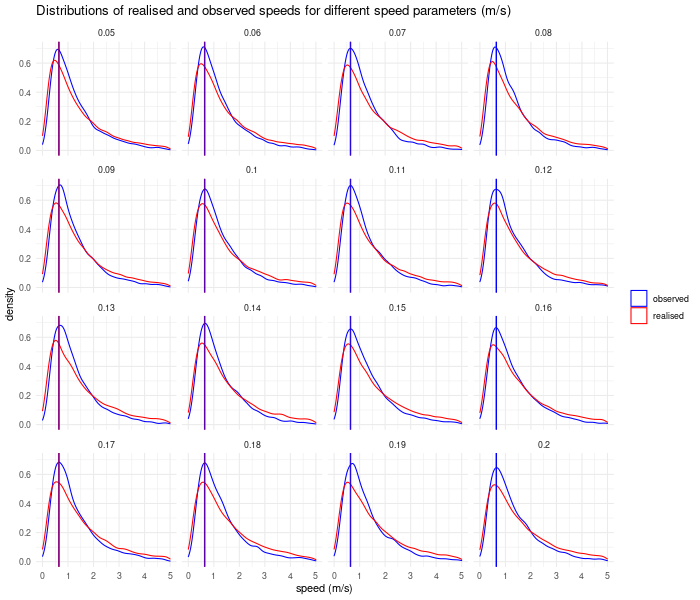 Distributions of realised and observed speeds for different speed parameters (m/s)
0.05 0.06 0.07 0.08
0.6
0.4
0.2
0.0
0.09 0.1 0.11 0.12
0.6
0.4
0.2
0.0
density
observed
realised
0.13 0.14 0.15 0.16
0.6
0.4
0.2
0.0
0.17 0.18 0.19 0.2
0.6
0.4
0.2
0.0
0 1 2 3 4 5 0 1 2 3 4 5 0 1 2 3 4 5 0 1 2 3 4 5
speed (m/s)